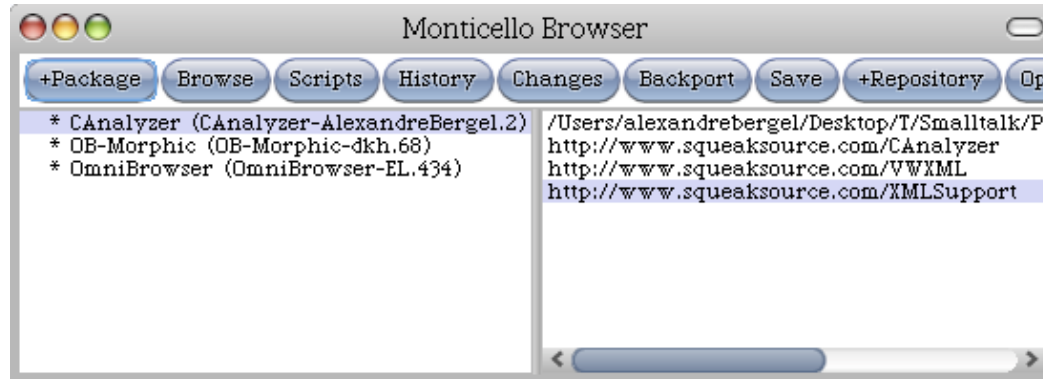 Monticello Browser
+Package Browse Scripts History Changes Backport Save +Repository Op
* CAnalyzer (CAnalyzer-AlexandreBergel.2)
* OB-Morphic (OB-Morphic-dkh.68)
* OmniBrowser (OmniBrowser-EL.434)
/Users/alexandrebergel/Desktop/T/Smalltalk/P
http://www.squeaksource.com/CAnalyzer
http://www.squeaksource.com/VWXML
http://www.squeaksource.com/XMLSupport